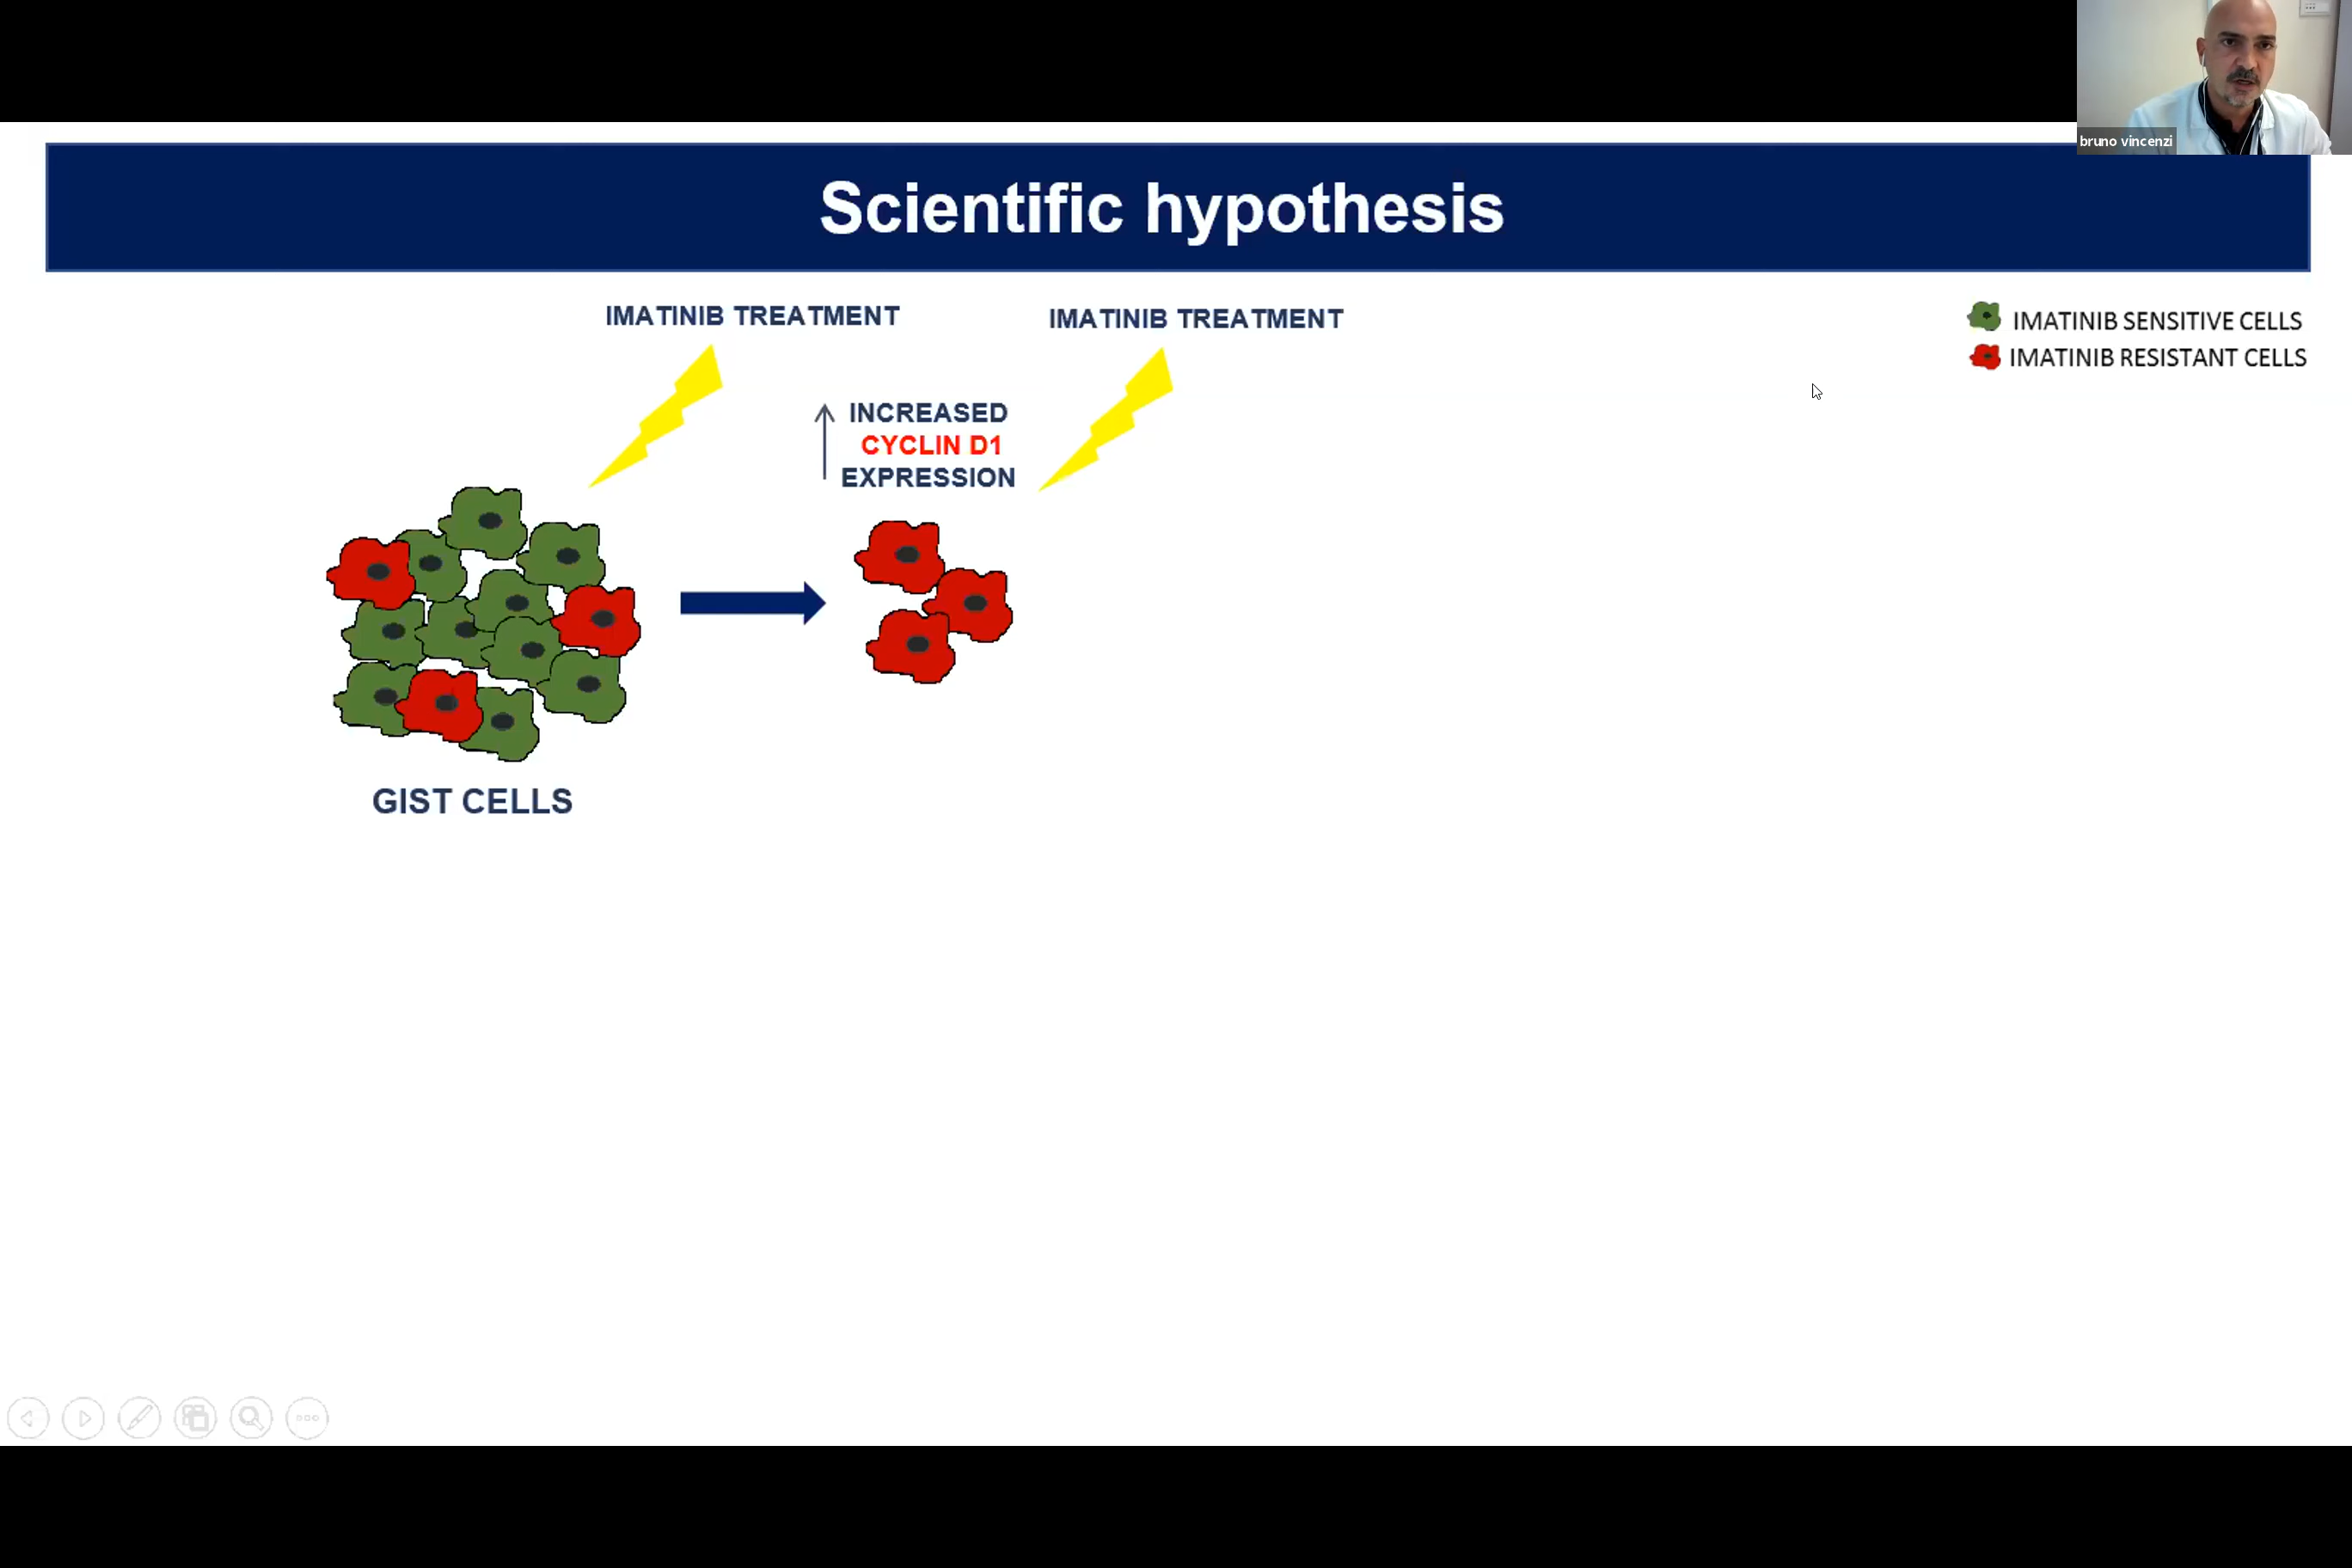 bruno vincenzi
Scientific hypothesis
IMATINIB TREATMENT
IMATINIB TREATMENT
IMATINIB SENSITIVE CELLS
IMATINIB RESISTANT CELLS
INCREASED
CYCLIN D1
EXPRESSION
GIST CELLS